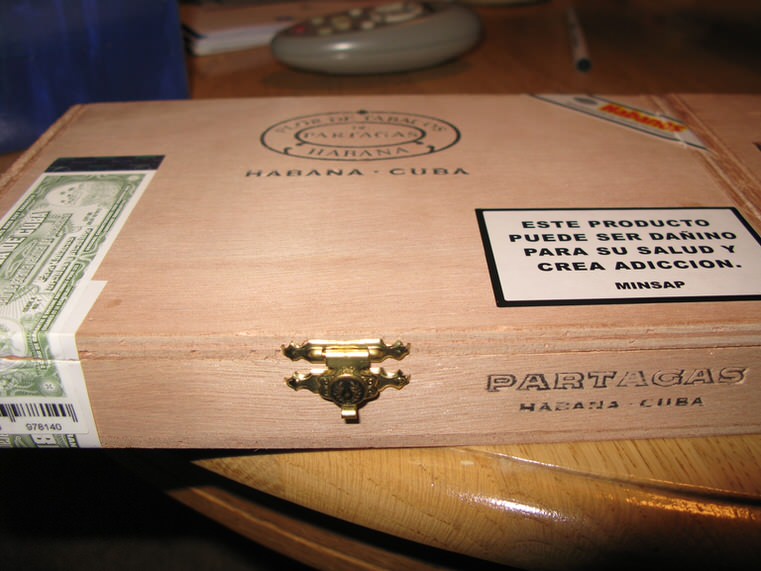 FLOR DE TABACOS
DE
PARTAGAS
HABANA
HABANA · CUBA
Habanos
ESTE PRODUCTO
PUEDE SER DAÑINO
PARA SU SALUD Y
CREA ADICCION.
MINSAP
PARTAGAS
HABANA · CUBA
978140